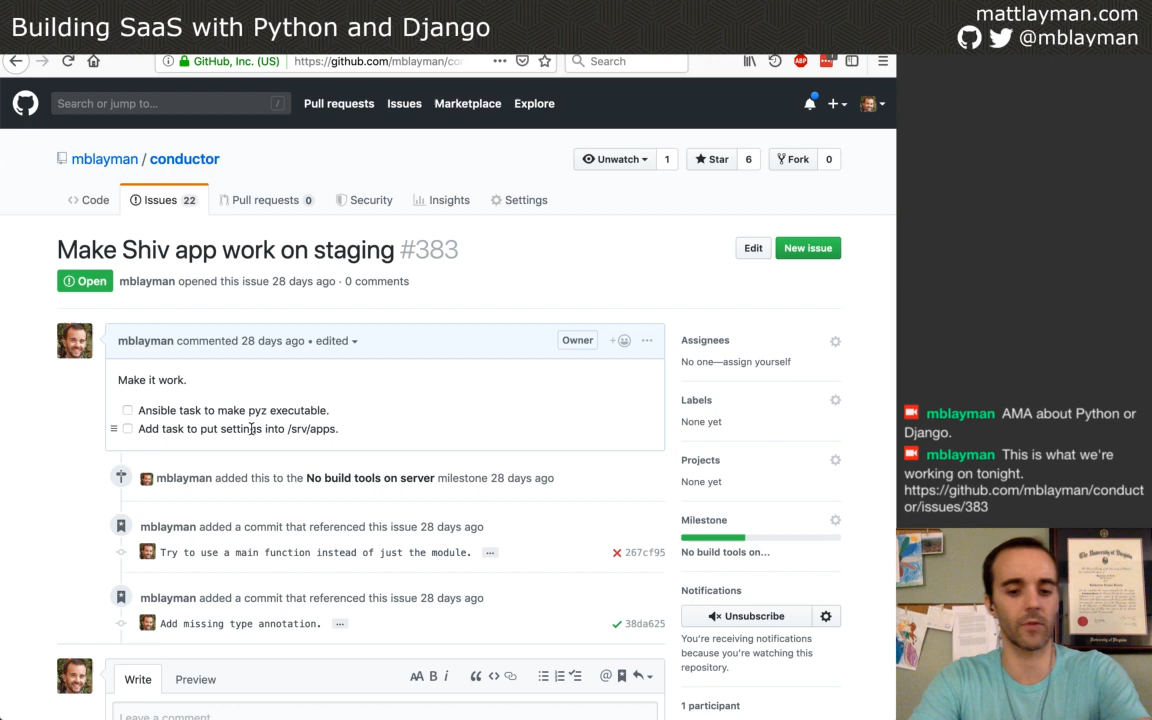 Building SaaS with Python and Django
mattlayman.com
@mblayman
GitHub, Inc. (US)
https://github.com/mblayman/co
Search
ABP
Search or jump to...
/
Pull requests
Issues
Marketplace
Explore
mblayman / conductor
Unwatch
1
Star
6
Fork
0
Code
Issues 22
Pull requests 0
Security
Insights
Settings
Make Shiv app work on staging #383
Edit
New issue
Open
mblayman opened this issue 28 days ago · 0 comments
mblayman commented 28 days ago • edited
Owner
Make it work.
Ansible task to make pyz executable.
Add task to put settings into /srv/apps.
mblayman added this to the No build tools on server milestone 28 days ago
mblayman added a commit that referenced this issue 28 days ago
Try to use a main function instead of just the module. ...
267cf95
mblayman added a commit that referenced this issue 28 days ago
Add missing type annotation. ...
38da625
Write
Preview
AA B i
Leave a comment
Assignees
No one—assign yourself
Labels
None yet
Projects
None yet
Milestone
No build tools on...
Notifications
Unsubscribe
You're receiving notifications
because you're watching this
repository.
1 participant
mblayman AMA about Python or
Django.
mblayman This is what we're
working on tonight.
https://github.com/mblayman/conduct
or/issues/383
The University of Virginia